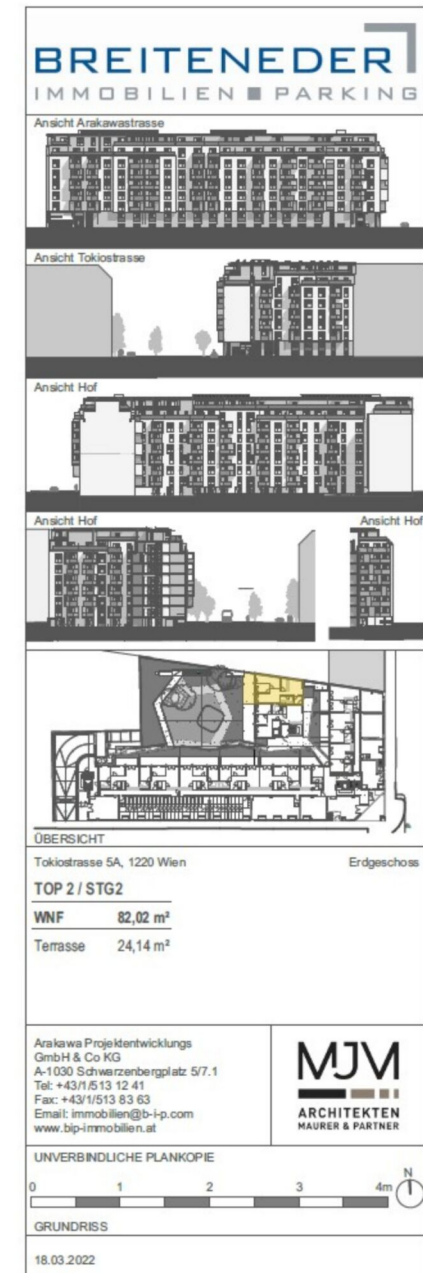 BREITENEDER
IMMOBILIEN PARKING
Ansicht Arakawastrasse
Ansicht Tokiostrasse
Ansicht Hof
Ansicht Hof
Ansicht Hof
ÜBERSICHT
Tokiostrasse 5A, 1220 Wien
Erdgeschoss
TOP 2 / STG2
WNF 82,02 m²
Terrasse 24,14 m²
Arakawa Projektentwicklungs
GmbH & Co KG
A-1030 Schwarzenbergplatz 5/7.1
Tel: +43/1/513 12 41
Fax: +43/1/513 83 63
Email: immobilien@b-i-p.com
www.bip-immobilien.at
MJM
ARCHITEKTEN
MAURER & PARTNER
UNVERBINDLICHE PLANKOPIE
N
0 1 2 3 4m
GRUNDRISS
18.03.2022